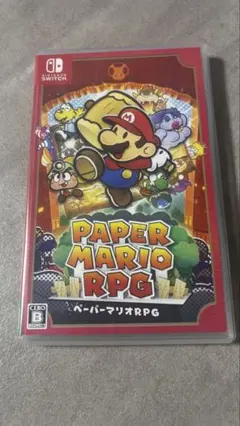 NINTENDO
SWITCH
PAPER
MARIO
RPG
ペーパーマリオRPG
CERO
B